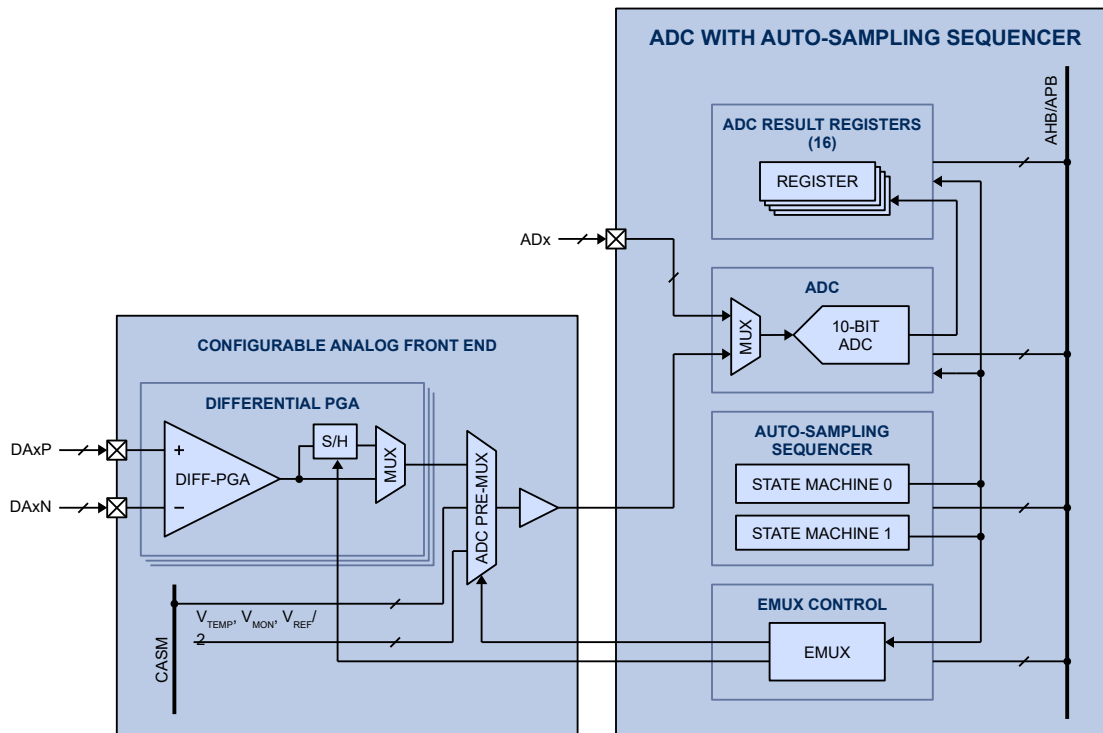 ADC WITH AUTO-SAMPLING SEQUENCER
AHB/APB
ADC RESULT REGISTERS
(16)
REGISTER
ADx
ADC
MUX
10-BIT
ADC
CONFIGURABLE ANALOG FRONT END
DIFFERENTIAL PGA
DAxP
DAxN
+
DIFF-PGA
−
S/H
MUX
ADC PRE-MUX
AUTO-SAMPLING
SEQUENCER
STATE MACHINE 0
STATE MACHINE 1
CASM
VTEMP, VMON, VREF/
2
EMUX CONTROL
EMUX